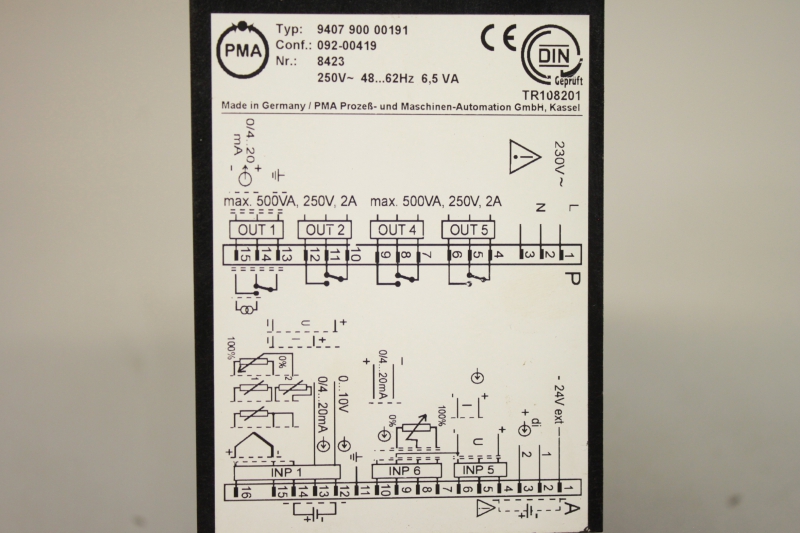 PMA
Typ: 9407 900 00191
Conf.: 092-00419
Nr.: 8423
250V~ 48...62Hz 6,5 VA
CE
DIN
Geprüft
TR108201
Made in Germany / PMA Prozeß- und Maschinen-Automation GmbH, Kassel
0/4..20
mA
- +
230V~
max. 500VA, 250V, 2A max. 500VA, 250V, 2A
N L
OUT 1 OUT 2 OUT 4 OUT 5
15 14 13 12 11 10 9 8 7 6 5 4 3 2 1
P
U +
- I +
100%
0%
1 2
0/4...20mA
0...10V
+ 0/4...20mA -
0%
100%
- I +
- U +
+ di
2 1
- 24V ext
+ -
INP 1 INP 6 INP 5
16 15 14 13 12 11 10 9 8 7 6 5 4 3 2 1
A
+ - + -